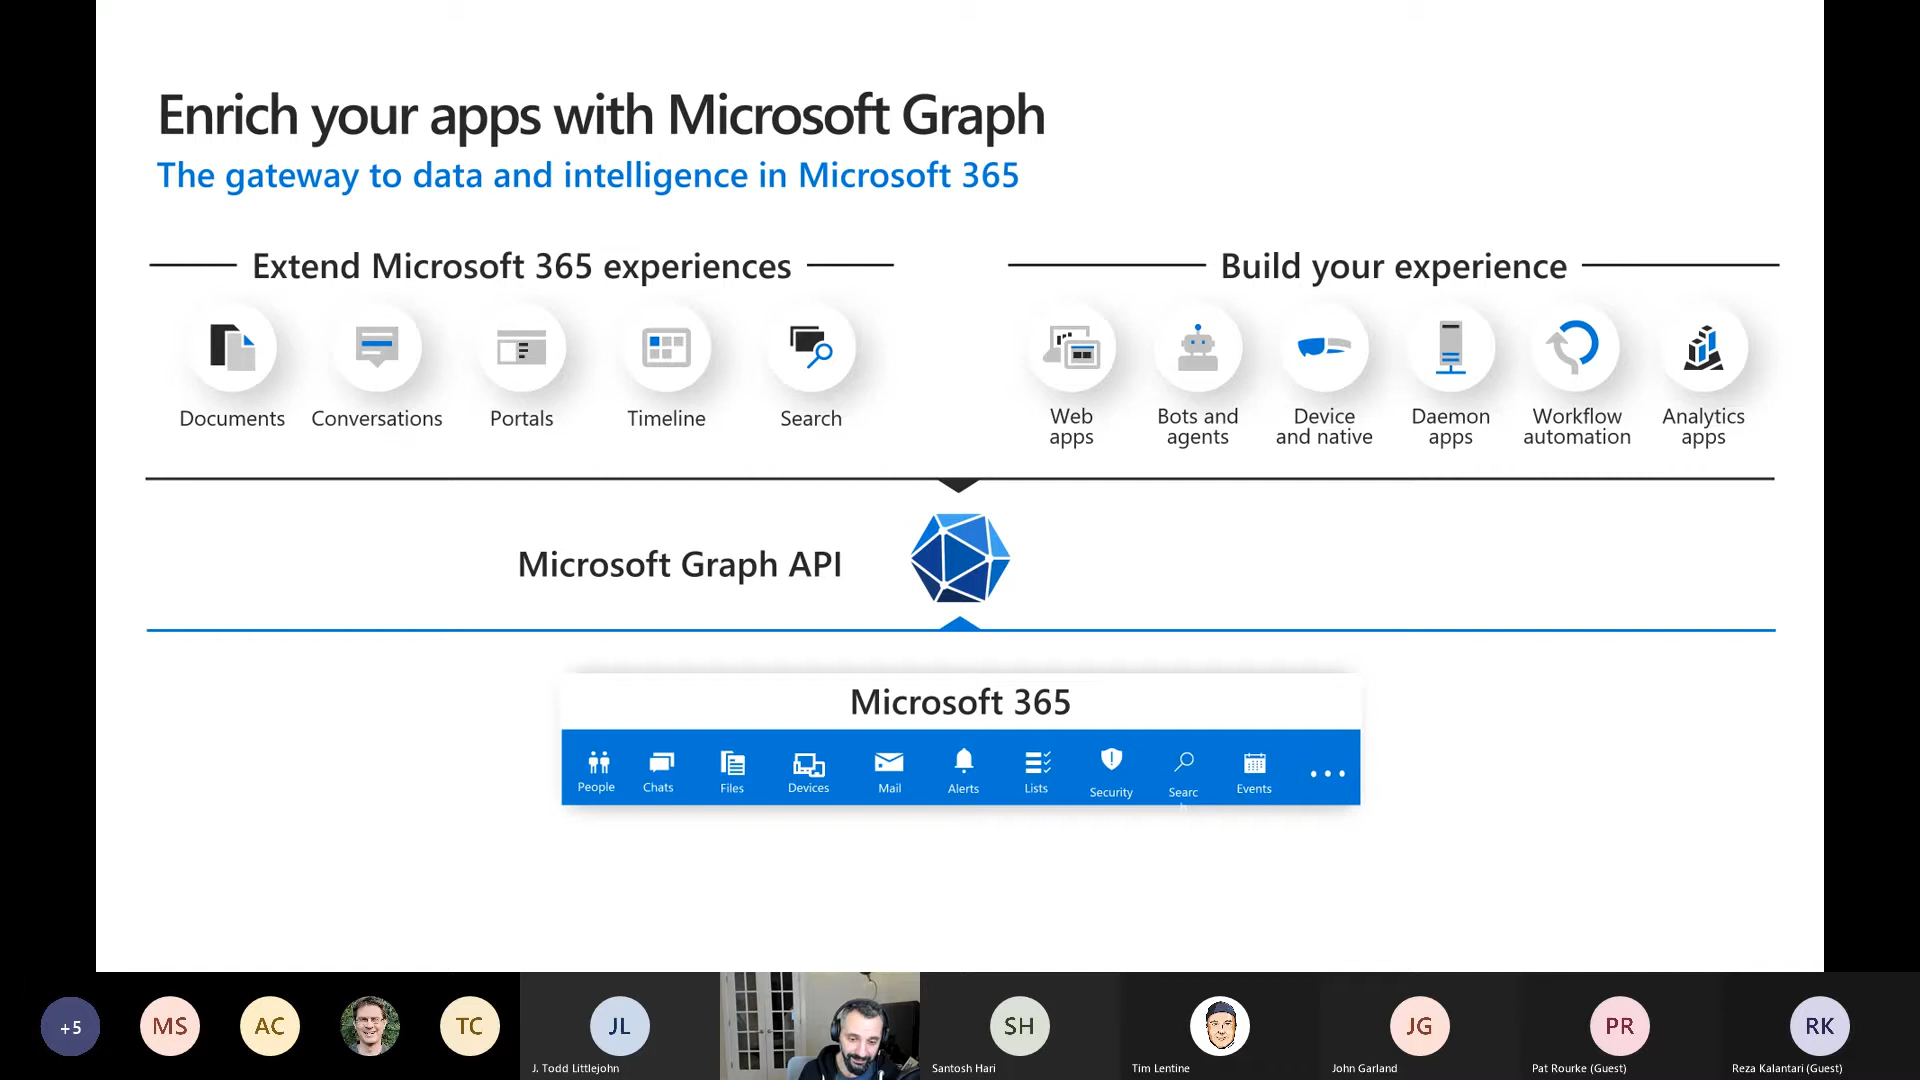 Enrich your apps with Microsoft Graph
The gateway to data and intelligence in Microsoft 365
Extend Microsoft 365 experiences
Documents
Conversations
Portals
Timeline
Search
Build your experience
Web
apps
Bots and
agents
Device
and native
Daemon
apps
Workflow
automation
Analytics
apps
Microsoft Graph API
Microsoft 365
People
Chats
Files
Devices
Mail
Alerts
Lists
Security
Searc
h
Events
...
+5
MS
AC
TC
JL
J. Todd Littlejohn
SH
Santosh Hari
Tim Lentine
JG
John Garland
PR
Pat Rourke (Guest)
RK
Reza Kalantari (Guest)